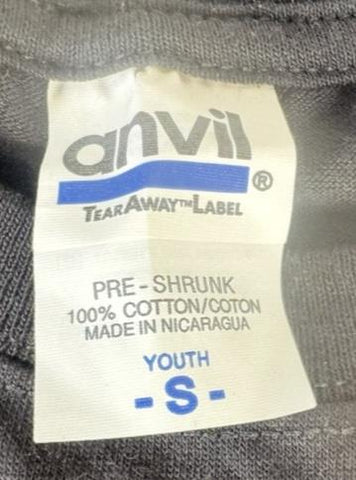 anvil®
TEARAWAY™LABEL
PRE-SHRUNK
100% COTTON/COTON
MADE IN NICARAGUA
YOUTH
-S-